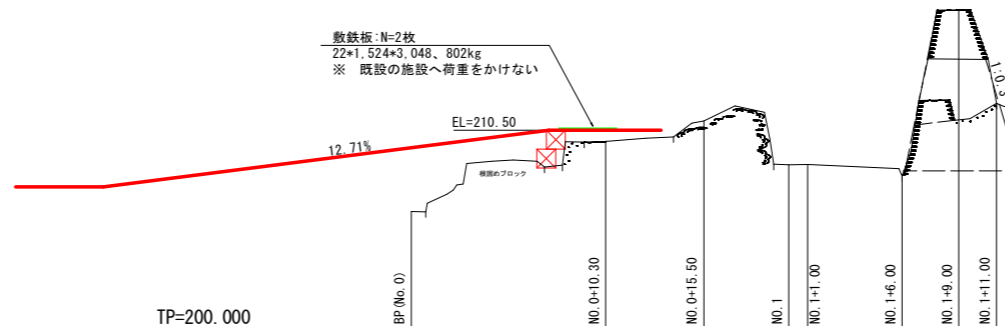 敷鉄板:N=2枚
22*1,524*3,048、802kg
※ 既設の施設へ荷重をかけない
EL=210.50
12.71%
根固めブロック
1:0.3
TP=200.000
BP(No.0)
NO.0+10.30
NO.0+15.50
NO.1
NO.1+1.00
NO.1+6.00
NO.1+9.00
NO.1+11.00